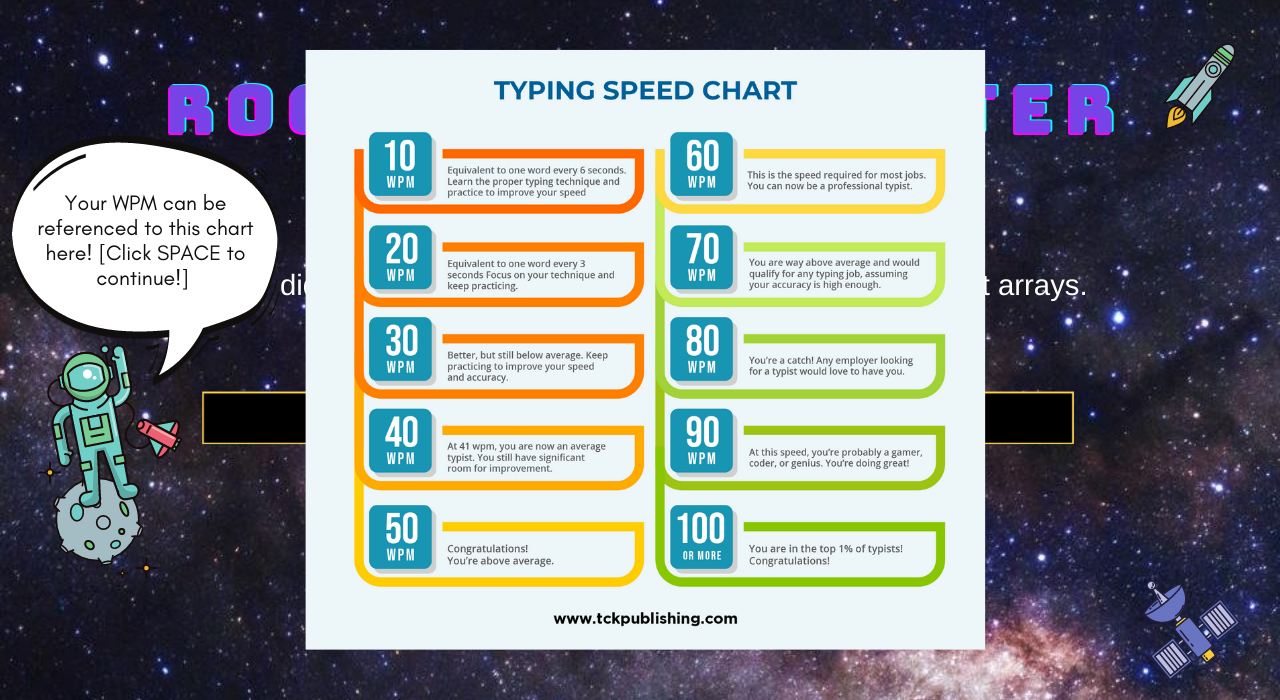 TYPING SPEED CHART
Your WPM can be
referenced to this chart
here! [Click SPACE to
continue!]
10
WPM
Equivalent to one word every 6 seconds.
Learn the proper typing technique and
practice to improve your speed
20
WPM
Equivalent to one word every 3
seconds Focus on your technique and
keep practicing.
30
WPM
Better, but still below average. Keep
practicing to improve your speed
and accuracy.
40
WPM
At 41 wpm, you are now an average
typist. You still have significant
room for improvement.
50
WPM
Congratulations!
You're above average.
60
WPM
This is the speed required for most jobs.
You can now be a professional typist.
70
WPM
You are way above average and would
qualify for any typing job, assuming
your accuracy is high enough.
80
WPM
You're a catch! Any employer looking
for a typist would love to have you.
90
WPM
At this speed, you're probably a gamer,
coder, or genius. You're doing great!
100
OR MORE
You are in the top 1% of typists!
Congratulations!
www.tckpublishing.com
arrays.